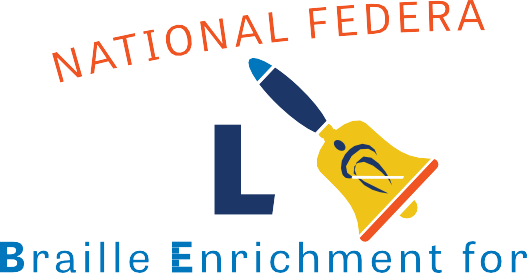 NATIONAL FEDERA
L
Braille Enrichment for